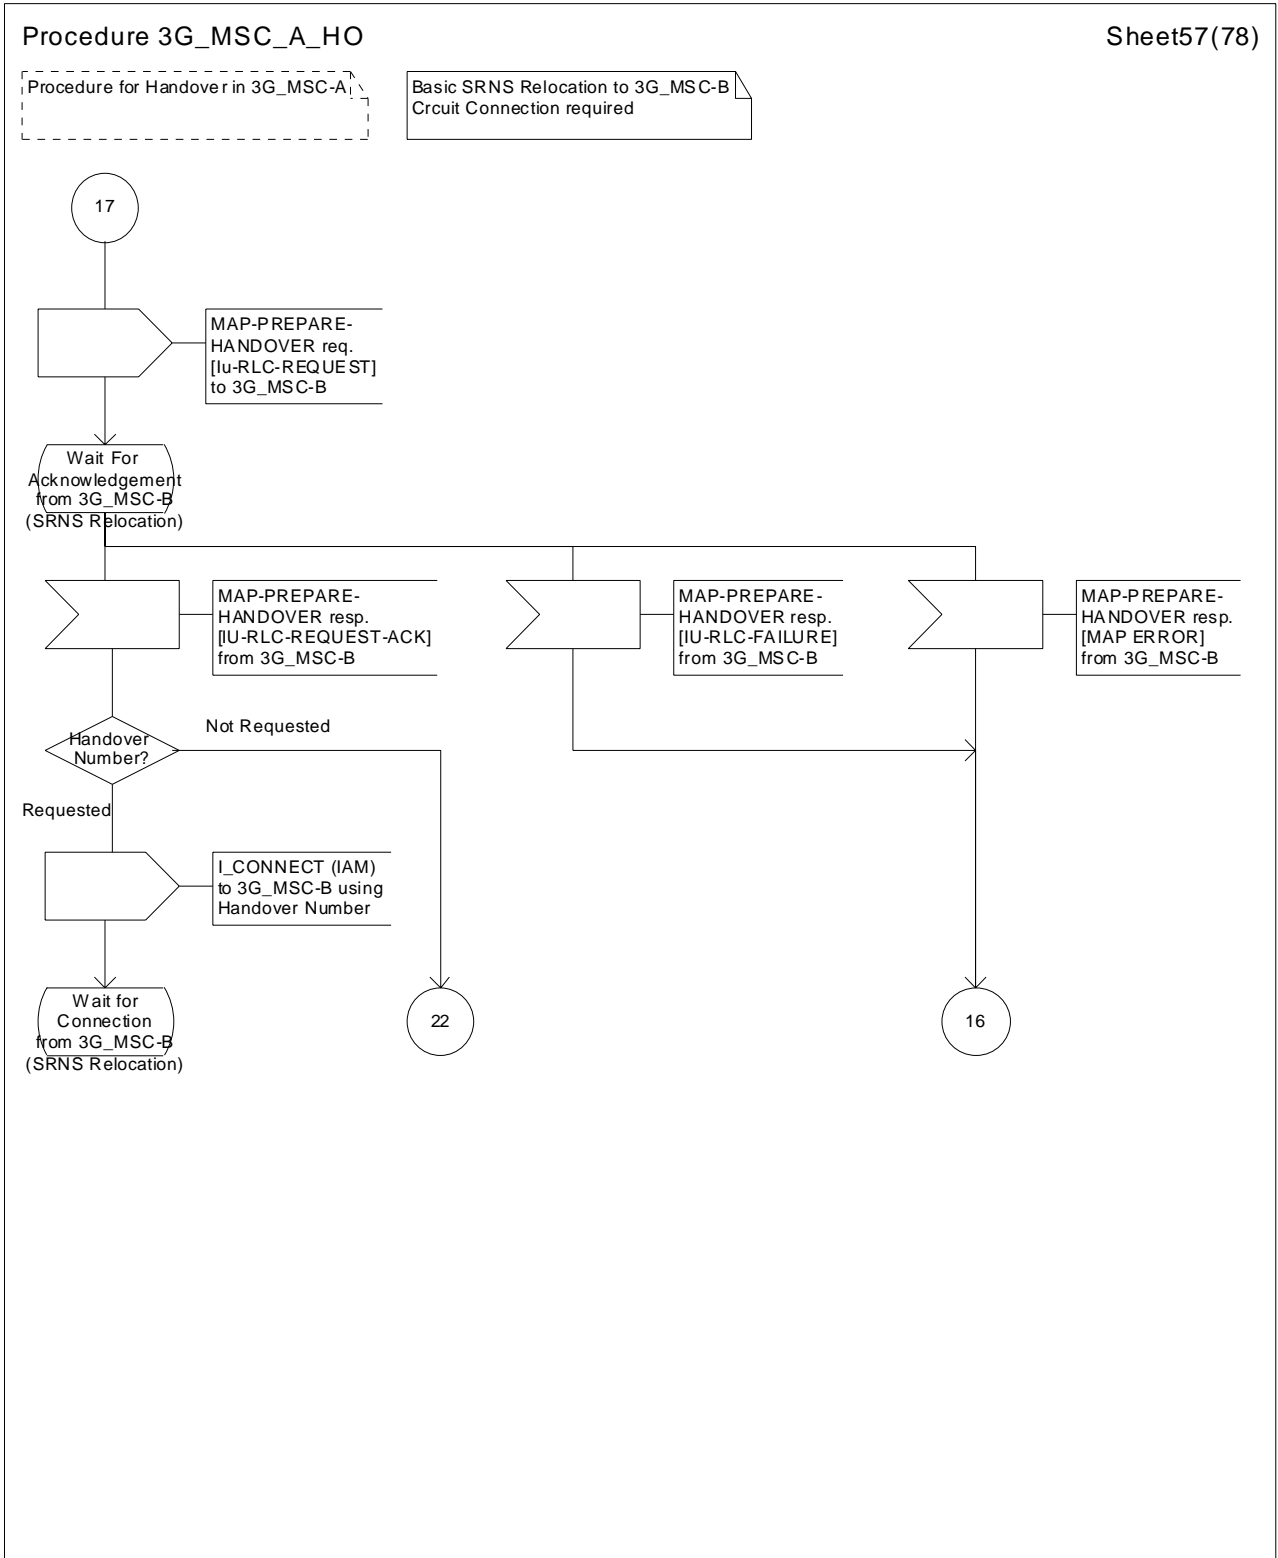 Procedure 3G_MSC_A_HO
Sheet57(78)
Procedure for Handover in 3G_MSC-A
Basic SRNS Relocation to 3G_MSC-B
Crcuit Connection required
17
MAP-PREPARE-
HANDOVER req.
[Iu-RLC-REQUEST]
to 3G_MSC-B
Wait For
Acknowledgement
from 3G_MSC-B
(SRNS Relocation)
MAP-PREPARE-
HANDOVER resp.
[IU-RLC-REQUEST-ACK]
from 3G_MSC-B
MAP-PREPARE-
HANDOVER resp.
[IU-RLC-FAILURE]
from 3G_MSC-B
MAP-PREPARE-
HANDOVER resp.
[MAP ERROR]
from 3G_MSC-B
Not Requested
Handover
Number?
Requested
I_CONNECT (IAM)
to 3G_MSC-B using
Handover Number
Wait for
Connection
from 3G_MSC-B
(SRNS Relocation)
22
16